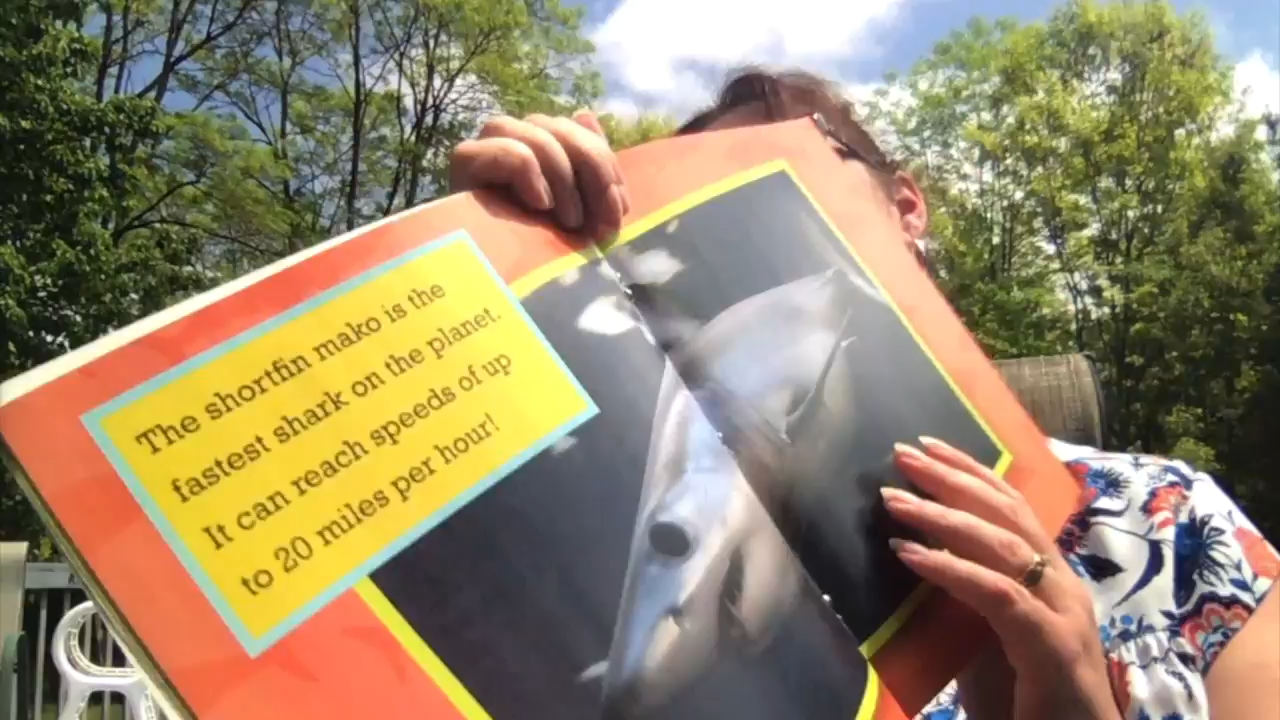 The shortfin mako is the
fastest shark on the planet.
It can reach speeds of up
to 20 miles per hour!